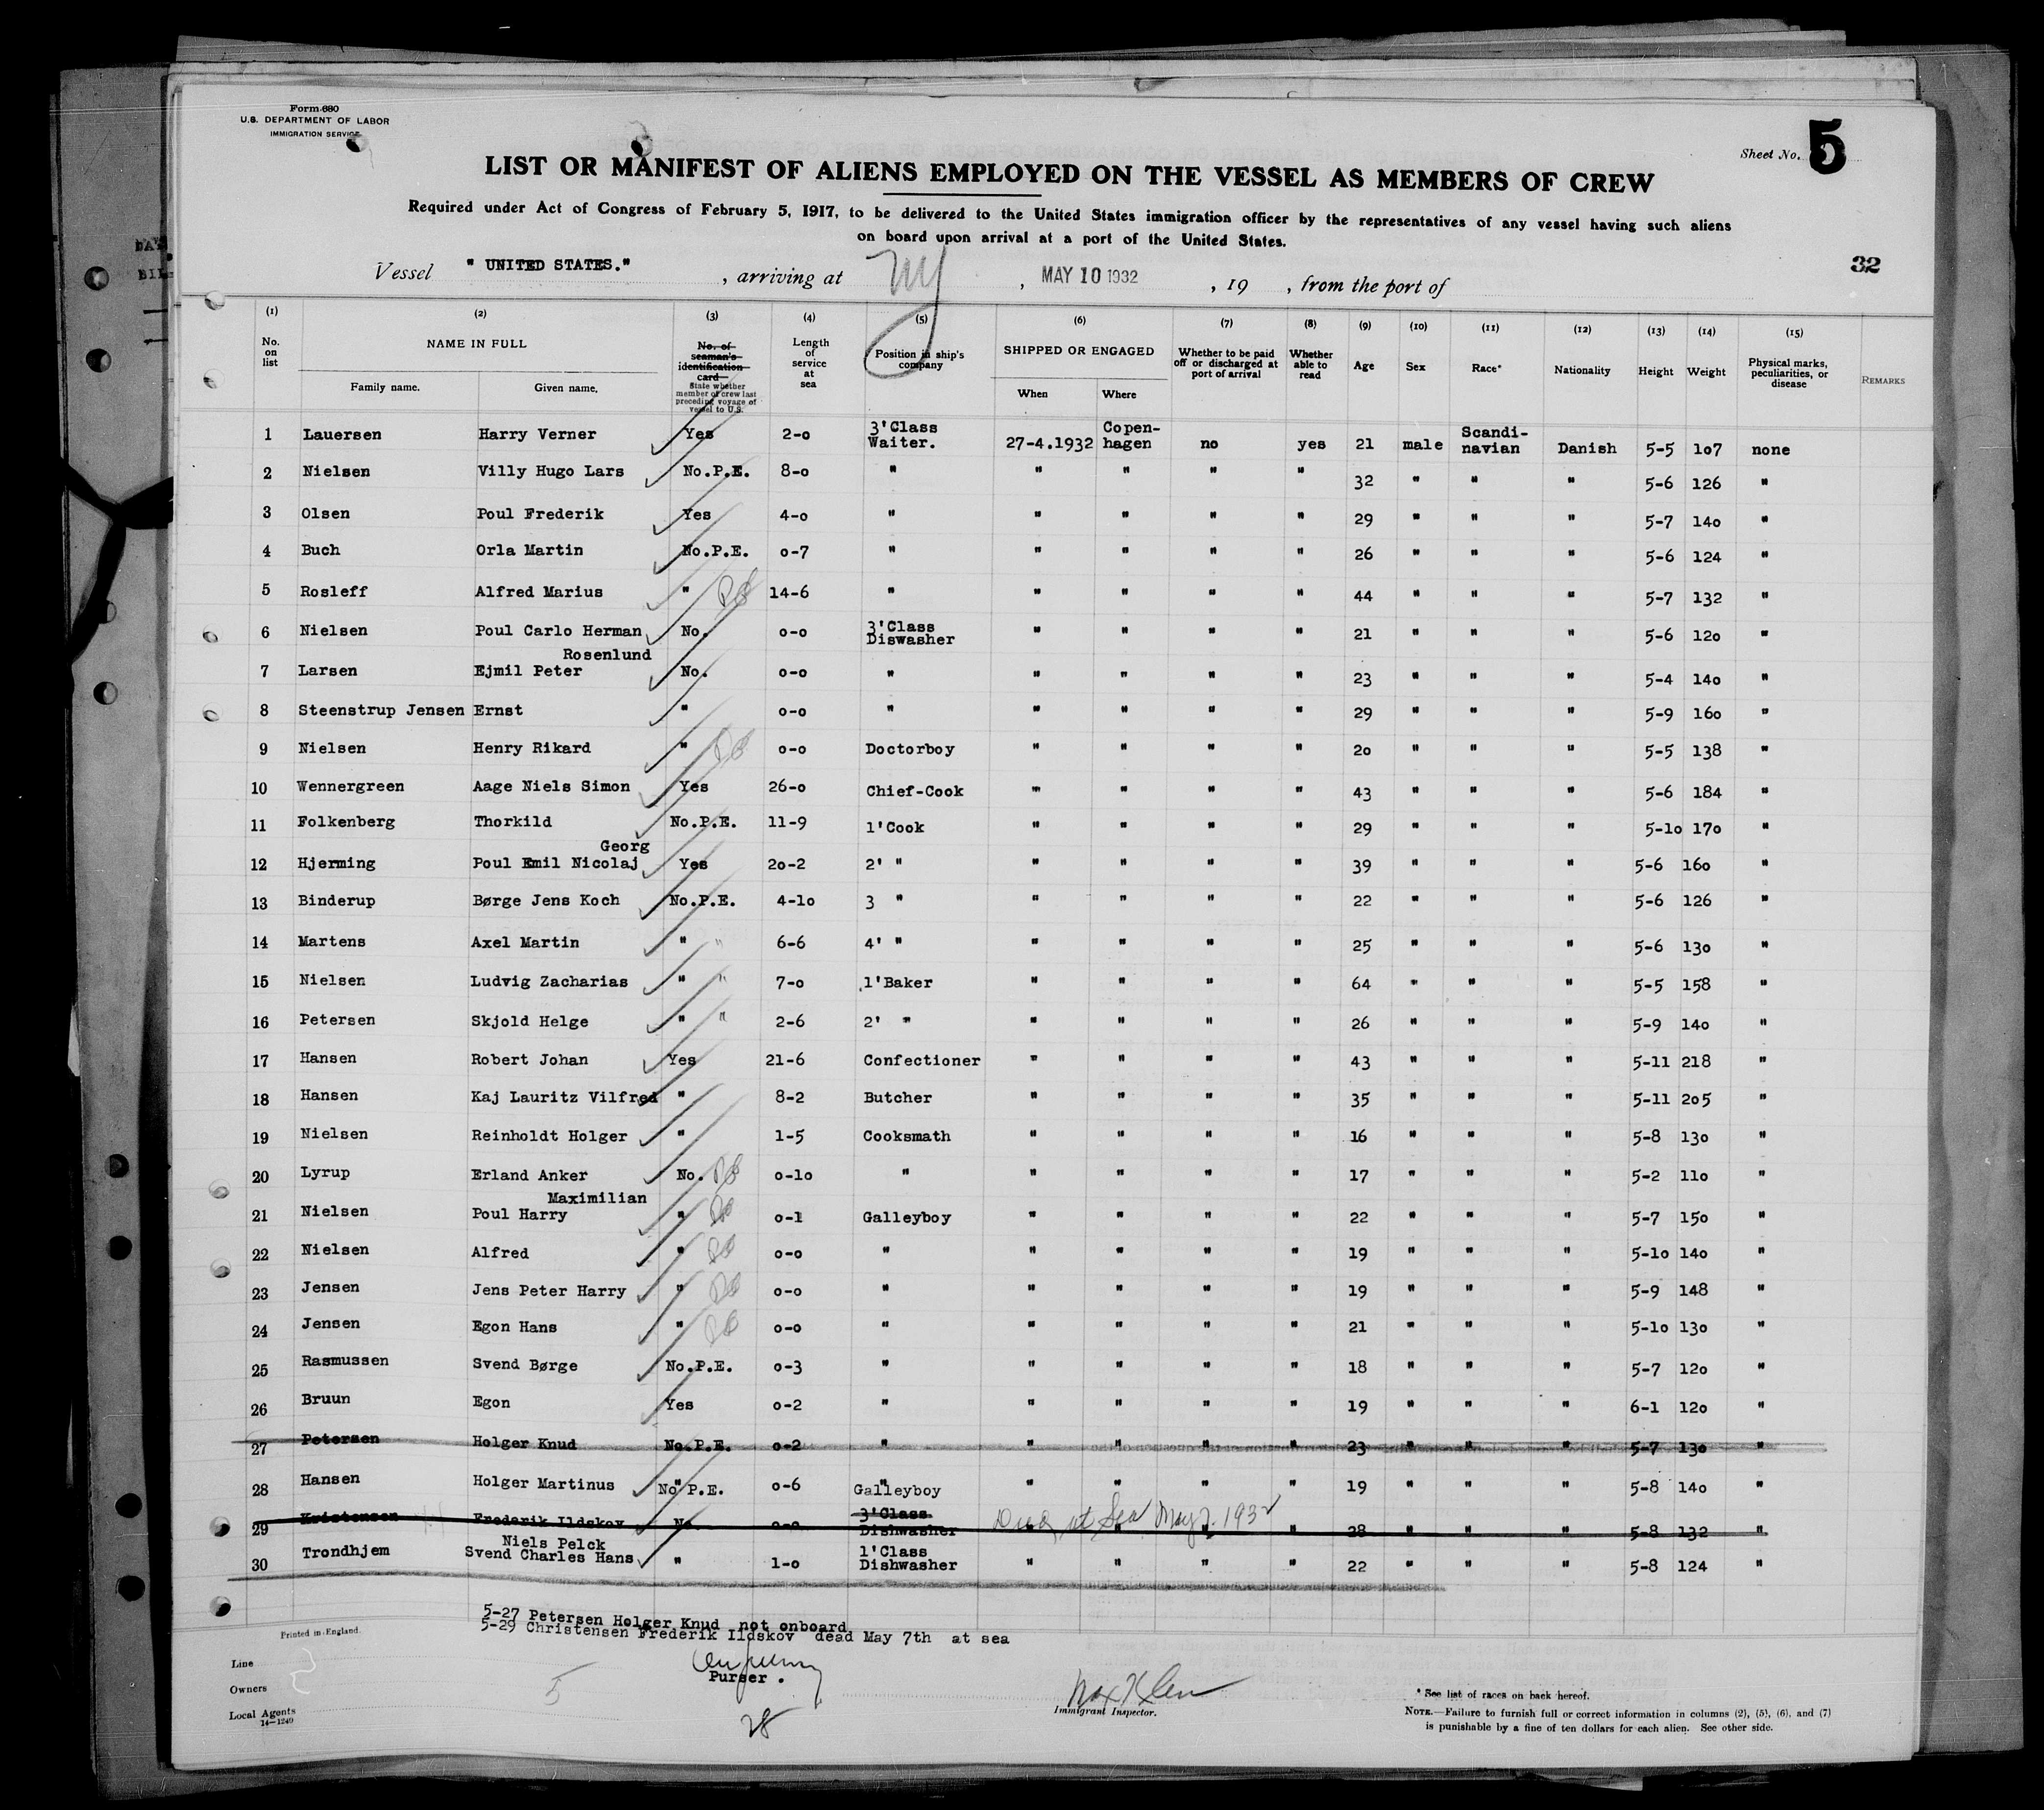 Form 680
U.S. DEPARTMENT OF LABOR
IMMIGRATION SERVICE
Sheet No. 5
LIST OR MANIFEST OF ALIENS EMPLOYED ON THE VESSEL AS MEMBERS OF CREW
Required under Act of Congress of February 5, 1917, to be delivered to the United States immigration officer by the representatives of any vessel having such aliens
on board upon arrival at a port of the United States.
32
Vessel " UNITED STATES." , arriving at NY , MAY 10 1932 , 19 , from the port of
(1) (2) (3) (4) (5) (6) (7) (8) (9) (10) (11) (12) (13) (14) (15)
No. on list NAME IN FULL Family name. Given name. No. of seaman's identification card State whether member of crew last preceding voyage of vessel to U.S. Length of service at sea Position in ship's company SHIPPED OR ENGAGED When Where Whether to be paid off or discharged at port of arrival Whether able to read Age Sex Race* Nationality Height Weight Physical marks, peculiarities, or disease REMARKS
1 Lauersen Harry Verner Yes 2-0 3'Class Waiter. 27-4.1932 Copen-hagen no yes 21 male Scandi-navian Danish 5-5 107 none
2 Nielsen Villy Hugo Lars No.P.E. 8-0 " " " " " 32 " " " 5-6 126 "
3 Olsen Poul Frederik Yes 4-0 " " " " " 29 " " " 5-7 140 "
4 Buch Orla Martin No.P.E. 0-7 " " " " " 26 " " " 5-6 124 "
5 Rosleff Alfred Marius " 14-6 " " " " " 44 " " " 5-7 132 "
6 Nielsen Poul Carlo Herman No. 0-0 3'Class Diswasher " " " " 21 " " " 5-6 120 "
Rosenlund
7 Larsen Ejmil Peter No. 0-0 " " " " " 23 " " " 5-4 140 "
8 Steenstrup Jensen Ernst " 0-0 " " " " " 29 " " " 5-9 160 "
9 Nielsen Henry Rikard " 0-0 Doctorboy " " " " 20 " " " 5-5 138 "
10 Wennergreen Aage Niels Simon Yes 26-0 Chief-Cook " " " " 43 " " " 5-6 184 "
11 Folkenberg Thorkild No.P.E. 11-9 1'Cook " " " " 29 " " " 5-10 170 "
Georg
12 Hjerming Poul Emil Nicolaj Yes 20-2 2' " " " " " 39 " " " 5-6 160 "
13 Binderup Børge Jens Koch No.P.E. 4-10 3 " " " " " 22 " " " 5-6 126 "
14 Martens Axel Martin " " 6-6 4' " " " " " 25 " " " 5-6 130 "
15 Nielsen Ludvig Zacharias " " 7-0 1'Baker " " " " 64 " " " 5-5 158 "
16 Petersen Skjold Helge " " 2-6 2' " " " " " 26 " " " 5-9 140 "
17 Hansen Robert Johan Yes 21-6 Confectioner " " " " 43 " " " 5-11 218 "
18 Hansen Kaj Lauritz Vilfred " 8-2 Butcher " " " " 35 " " " 5-11 205 "
19 Nielsen Reinholdt Holger " 1-5 Cooksmath " " " " 16 " " " 5-8 130 "
20 Lyrup Erland Anker No. 0-10 " " " " " 17 " " " 5-2 110 "
Maximilian
21 Nielsen Poul Harry " 0-1 Galleyboy " " " " 22 " " " 5-7 150 "
22 Nielsen Alfred " 0-0 " " " " " 19 " " " 5-10 140 "
23 Jensen Jens Peter Harry " 0-0 " " " " " 19 " " " 5-9 148 "
24 Jensen Egon Hans " 0-0 " " " " " 21 " " " 5-10 130 "
25 Rasmussen Svend Børge No.P.E. 0-3 " " " " " 18 " " " 5-7 120 "
26 Bruun Egon Yes 0-2 " " " " " 19 " " " 6-1 120 "
27 Petersen Holger Knud No.P.E. 0-2 " " " " " 23 " " " 5-7 130 "
28 Hansen Holger Martinus No P.E. 0-6 " Galleyboy " " " " 19 " " " 5-8 140 "
29 Kristensen Frederik Ildskov No. 0-0 3'Class Dishwasher Died at Sea May 7. 1932 " " " 28 " " " 5-8 132 "
Niels Pelck
30 Trondhjem Svend Charles Hans " 1-0 1'Class Dishwasher " " " " 22 " " " 5-8 124 "
5-27 Petersen Holger Knud not onboard
5-29 Christensen Frederik Ildskov dead May 7th at sea
Printed in England.
Line
Owners
Local Agents
14-1240
5
Purser .
28
Immigrant Inspector.
* See list of races on back hereof.
NOTE.—Failure to furnish full or correct information in columns (2), (5), (6), and (7)
is punishable by a fine of ten dollars for each alien. See other side.